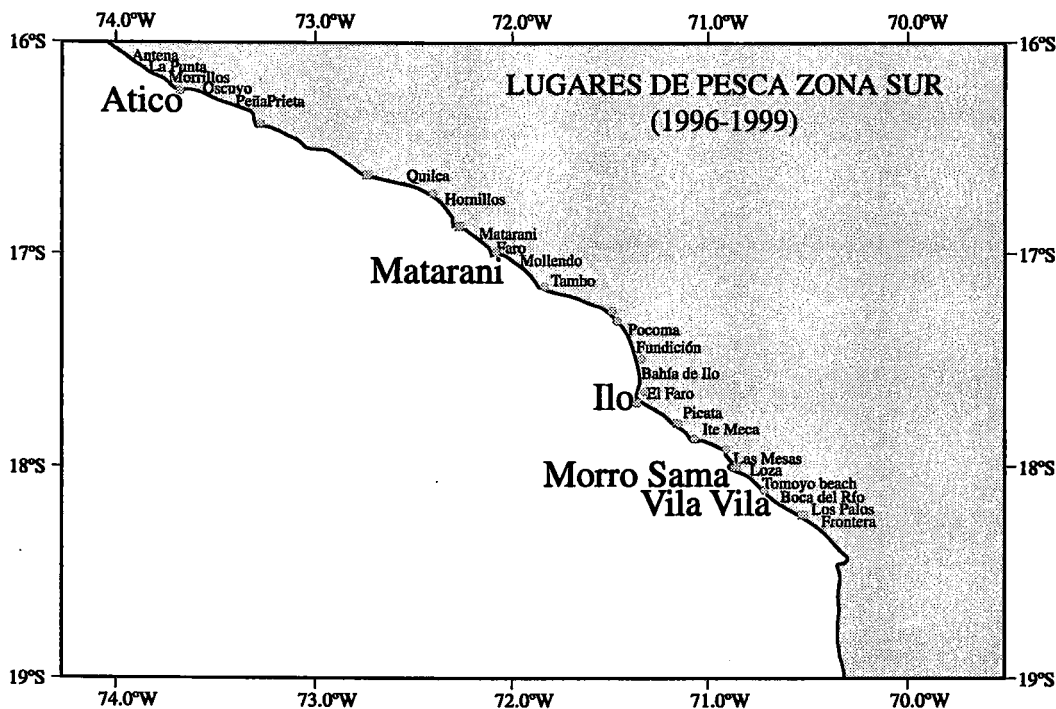 74.0°W 73.0°W 72.0°W 71.0°W 70.0°W
16°S 16°S
LUGARES DE PESCA ZONA SUR
(1996-1999)
Antena
La Punta
Morrillos
Oscuyo
Atico
PeñaPrieta
Quilca
Hornillos
17°S 17°S
Matarani
Faro
Mollendo
Matarani
Tambo
Pocoma
Fundición
Bahía de Ilo
El Faro
Ilo
Picata
Ite Meca
18°S 18°S
Las Mesas
Morro Sama
Loza
Tomoyo beach
Vila Vila
Boca del Río
Los Palos
Frontera
19°S 19°S
74.0°W 73.0°W 72.0°W 71.0°W 70.0°W